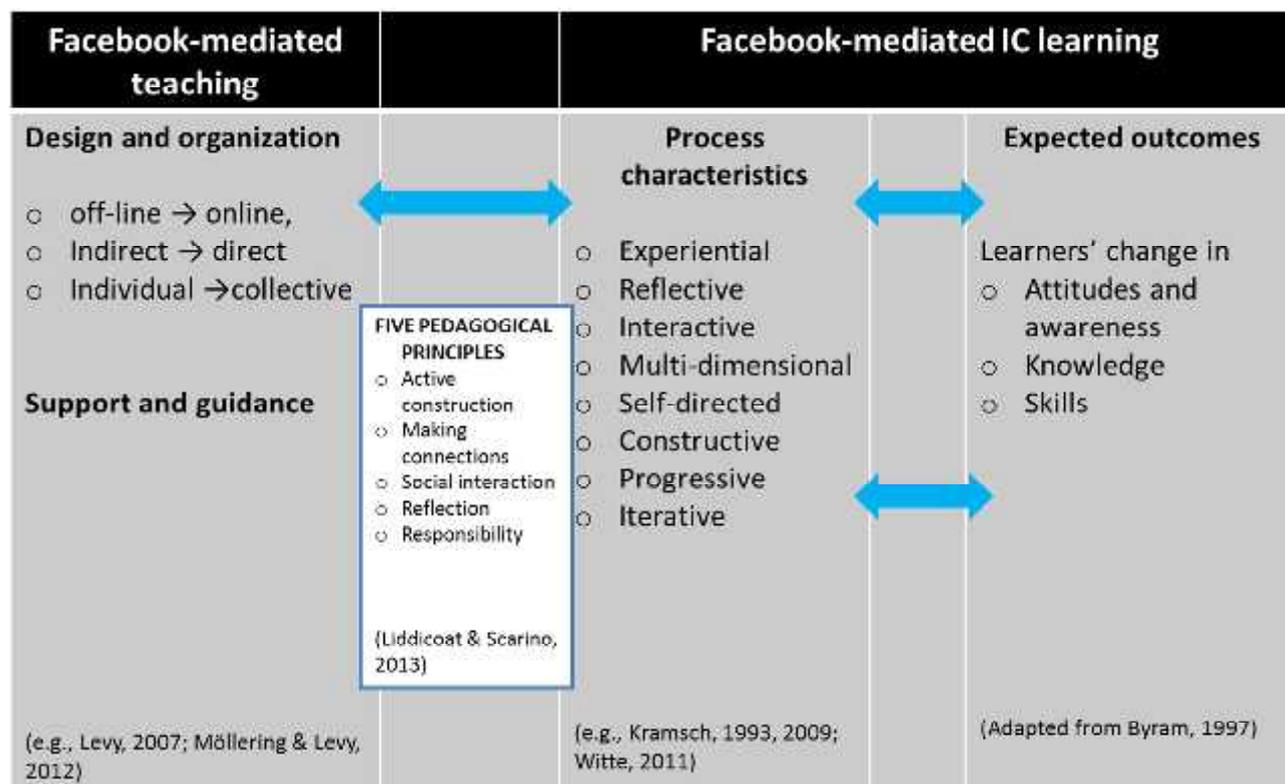 Facebook-mediated
teaching
Facebook-mediated IC learning
Design and organization
o off-line → online,
o Indirect → direct
o Individual →collective
Support and guidance
(e.g., Levy, 2007; Möllering & Levy,
2012)
FIVE PEDAGOGICAL
PRINCIPLES
o Active
construction
o Making
connections
o Social interaction
o Reflection
o Responsibility
(Liddicoat & Scarino,
2013)
Process
characteristics
o Experiential
o Reflective
o Interactive
o Multi-dimensional
o Self-directed
o Constructive
o Progressive
o Iterative
(e.g., Kramsch, 1993, 2009;
Witte, 2011)
Expected outcomes
Learners' change in
o Attitudes and
awareness
o Knowledge
o Skills
(Adapted from Byram, 1997)